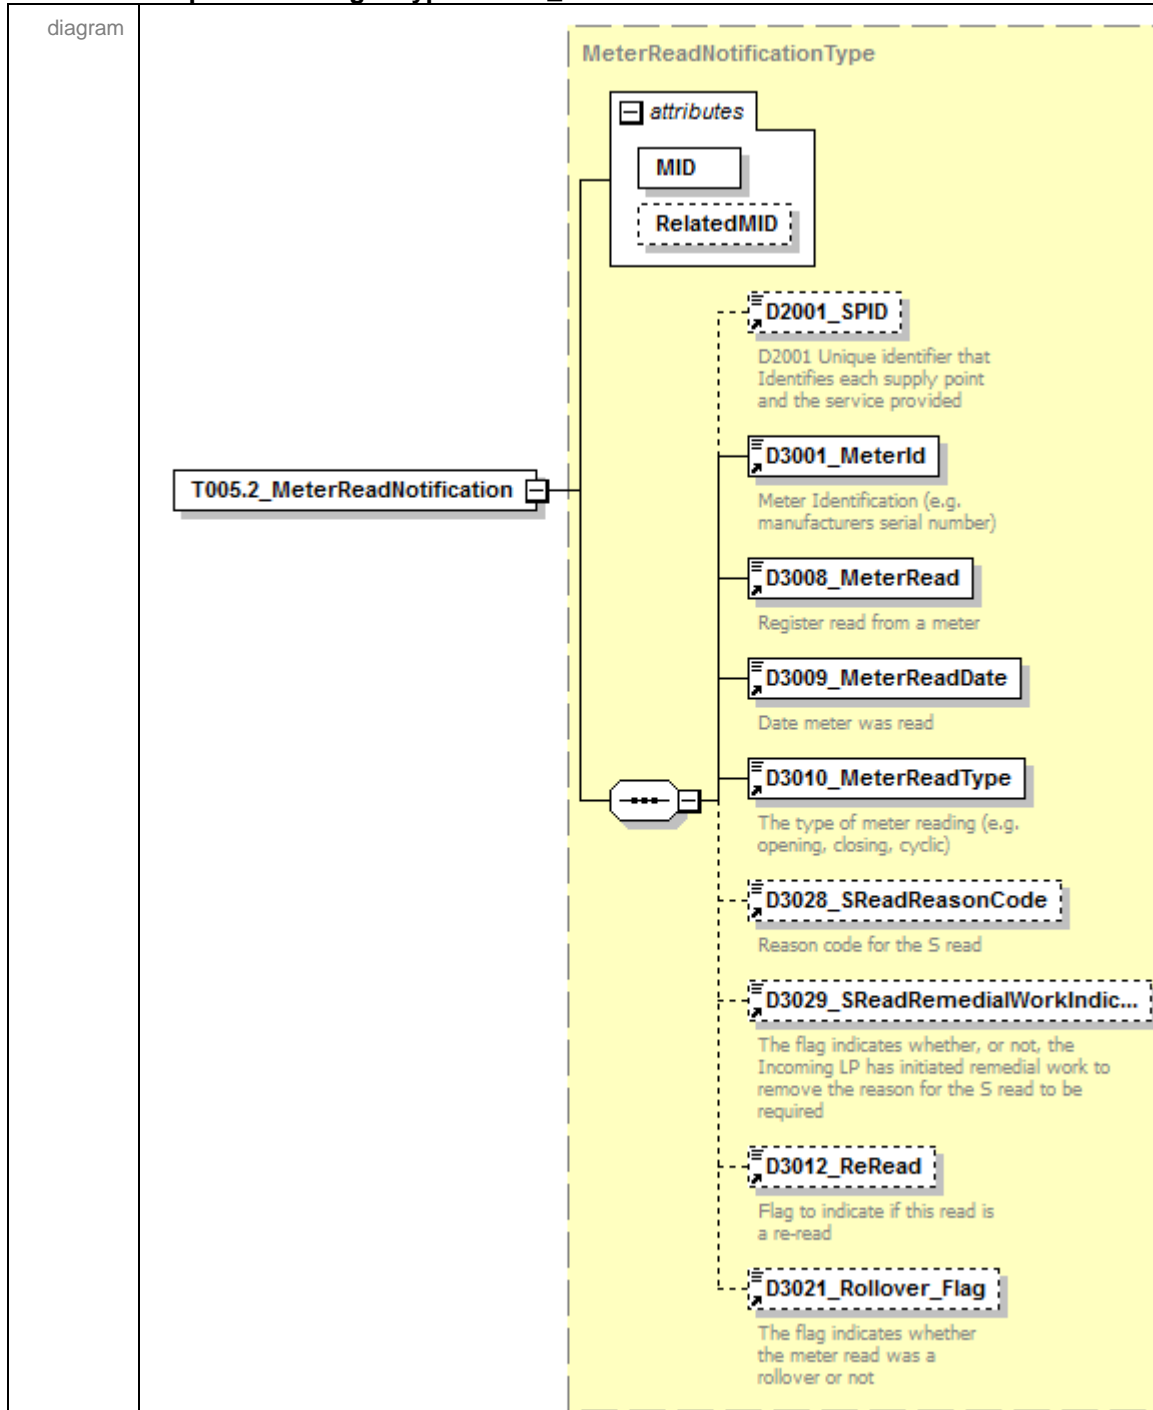 diagram
MeterReadNotificationType
attributes
MID
RelatedMID
D2001_SPID
D2001 Unique identifier that
Identifies each supply point
and the service provided
T005.2_MeterReadNotification
D3001_MeterId
Meter Identification (e.g.
manufacturers serial number)
D3008_MeterRead
Register read from a meter
D3009_MeterReadDate
Date meter was read
D3010_MeterReadType
The type of meter reading (e.g.
opening, closing, cyclic)
D3028_SReadReasonCode
Reason code for the S read
D3029_SReadRemedialWorkIndic...
The flag indicates whether, or not, the
Incoming LP has initiated remedial work to
remove the reason for the S read to be
required
D3012_ReRead
Flag to indicate if this read is
a re-read
D3021_Rollover_Flag
The flag indicates whether
the meter read was a
rollover or not